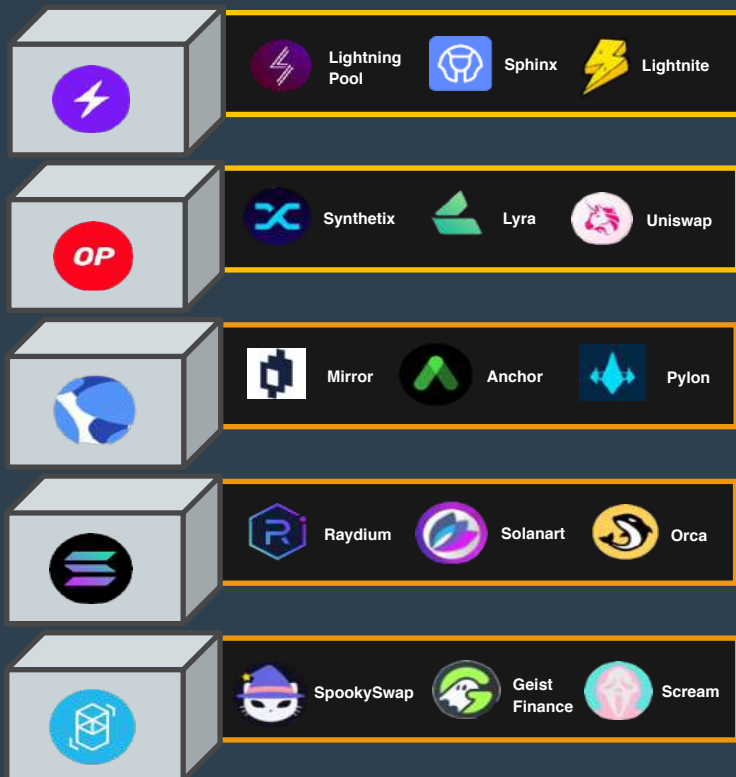 Lightning
Pool
Sphinx
Lightnite
OP
Synthetix
Lyra
Uniswap
Mirror
Anchor
Pylon
R
Raydium
Solanart
Orca
SpookySwap
Geist
Finance
Scream